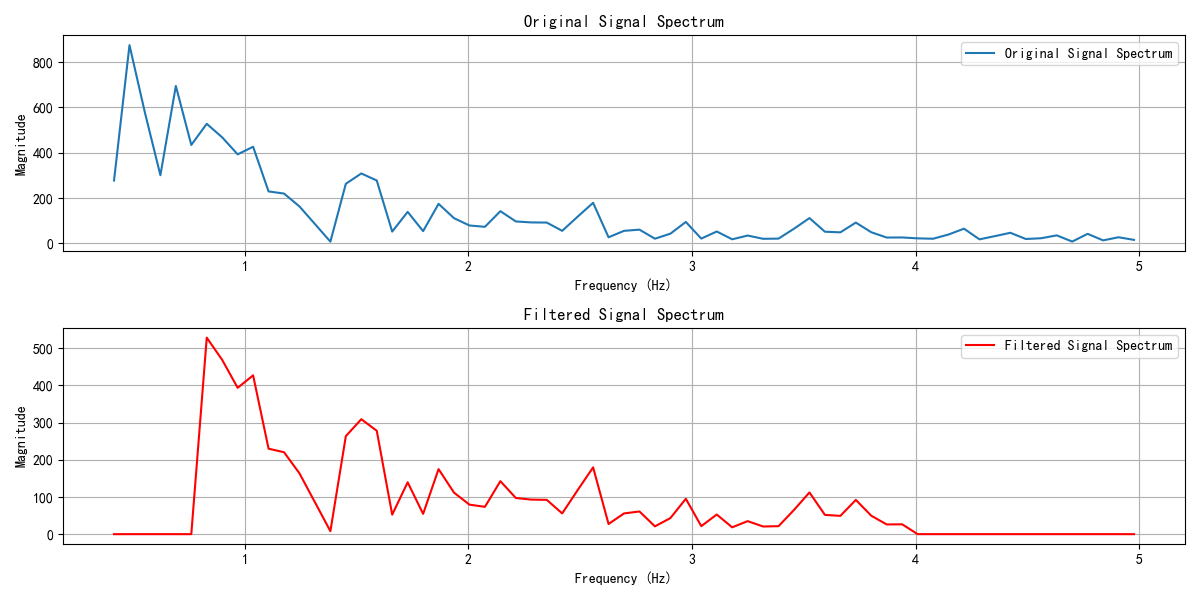 Original Signal Spectrum
Original Signal Spectrum
800
600
400
200
0
Magnitude
1 2 3 4 5
Frequency (Hz)
Filtered Signal Spectrum
Filtered Signal Spectrum
500
400
300
200
100
0
Magnitude
1 2 3 4 5
Frequency (Hz)